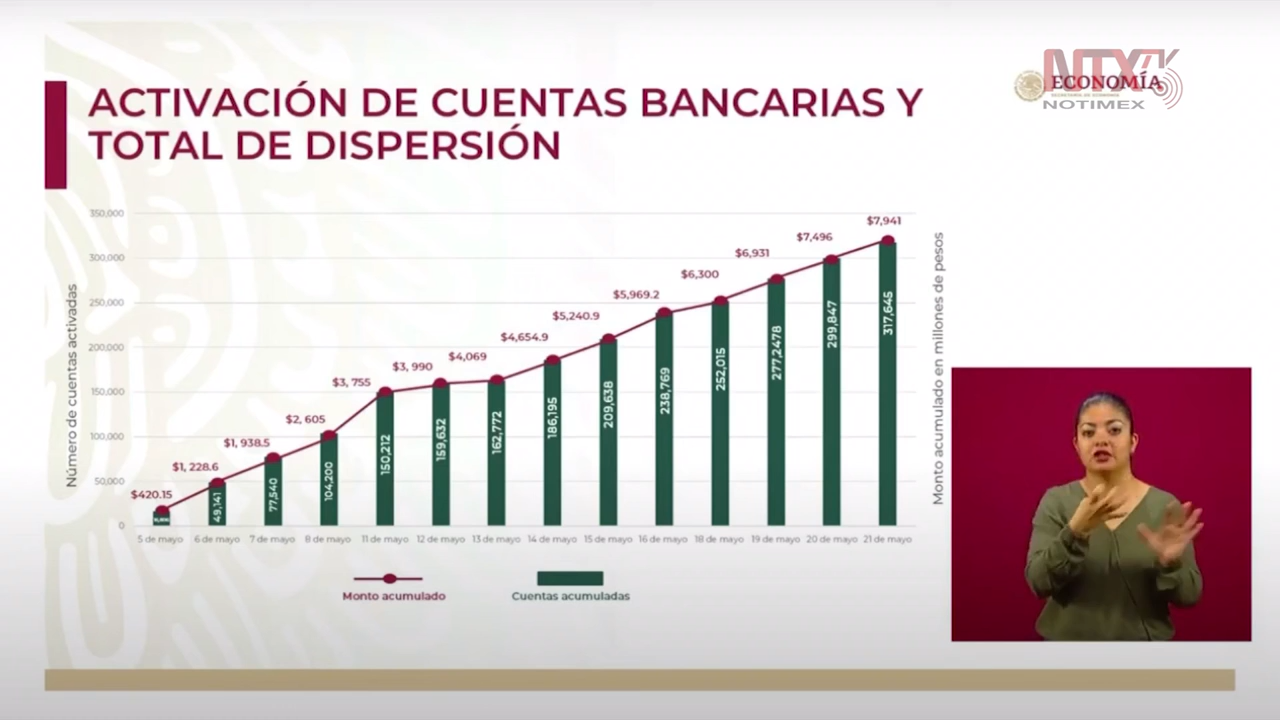 ACTIVACIÓN DE CUENTAS BANCARIAS Y
TOTAL DE DISPERSIÓN
NTX
ECONOMÍA
SECRETARÍA DE ECONOMÍA
NOTIMEX
Número de cuentas activadas
350,000
300,000
250,000
200,000
150,000
100,000
50,000
0
$420.15
$1, 228.6
$1, 938.5
$2, 605
$3, 755
$3, 990
$4,069
$4,654.9
$5,240.9
$5,969.2
$6,300
$6,931
$7,496
$7,941
49,141
77,540
104,200
150,212
159,632
162,772
186,195
209,638
238,769
252,015
277,2478
299,847
317,645
5 de mayo
6 de mayo
7 de mayo
8 de mayo
11 de mayo
12 de mayo
13 de mayo
14 de mayo
15 de mayo
16 de mayo
18 de mayo
19 de mayo
20 de mayo
21 de mayo
Monto acumulado en millones de pesos
Monto acumulado
Cuentas acumuladas